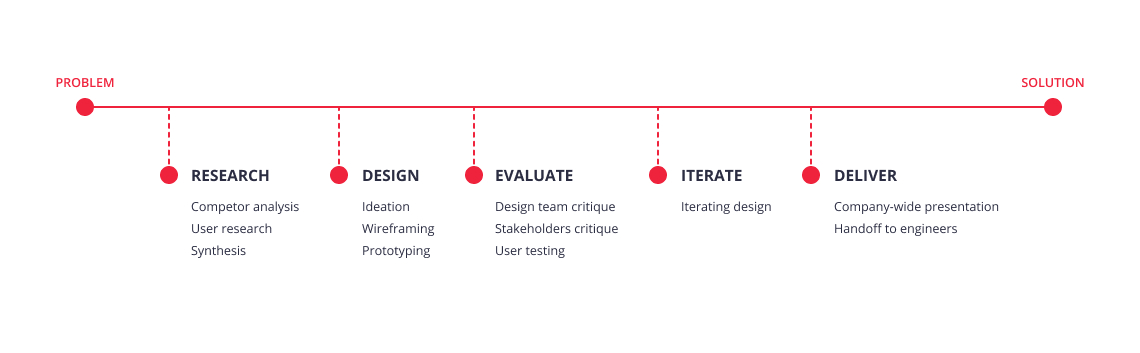 PROBLEM
SOLUTION
RESEARCH
Competor analysis
User research
Synthesis
DESIGN
Ideation
Wireframing
Prototyping
EVALUATE
Design team critique
Stakeholders critique
User testing
ITERATE
Iterating design
DELIVER
Company-wide presentation
Handoff to engineers